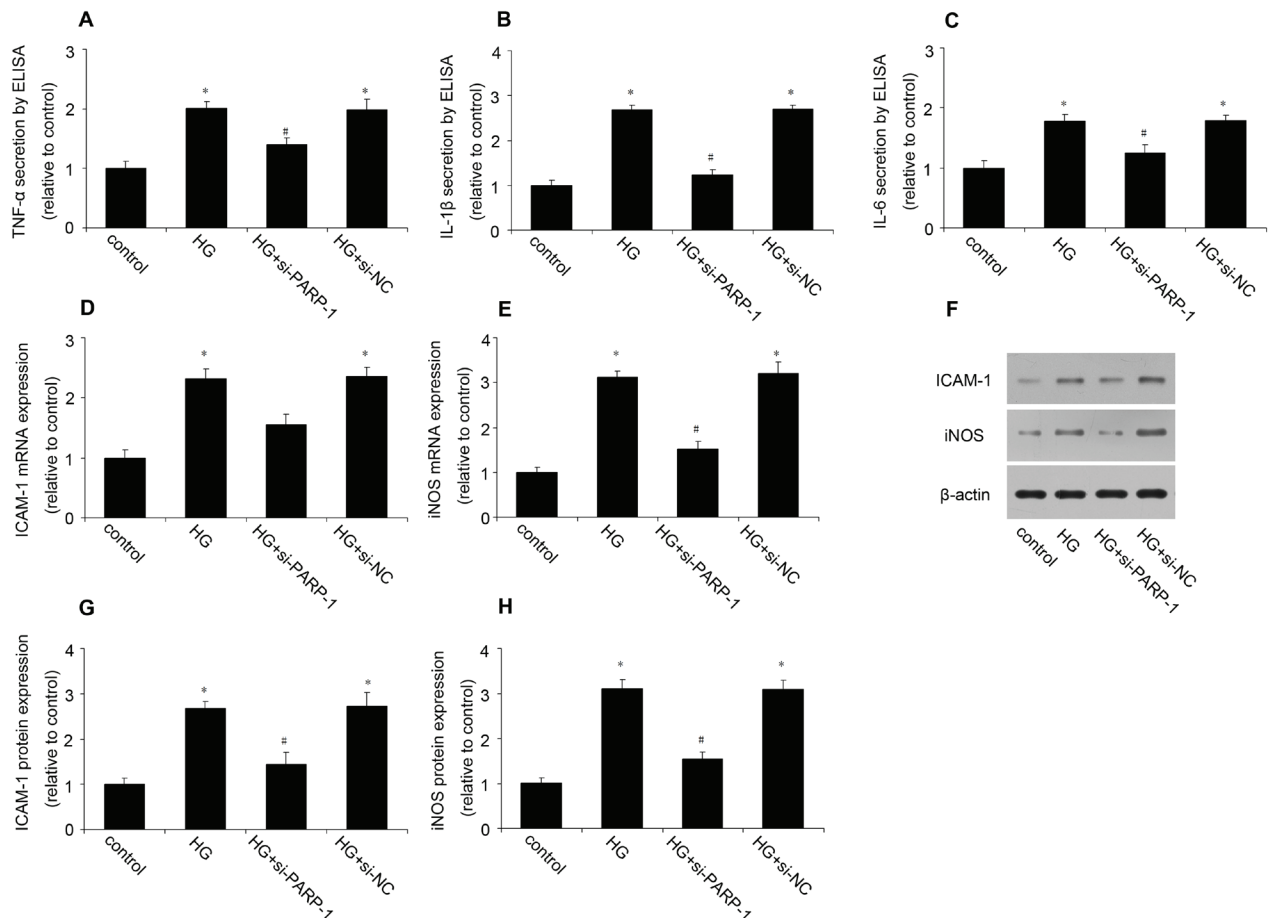 A
TNF-α secretion by ELISA
(relative to control)
3
2
1
0
*
#
*
control
HG
HG+si-PARP-1
HG+si-NC
B
IL-1β secretion by ELISA
(relative to control)
4
3
2
1
0
*
#
*
control
HG
HG+si-PARP-1
HG+si-NC
C
IL-6 secretion by ELISA
(relative to control)
3
2
1
0
*
#
*
control
HG
HG+si-PARP-1
HG+si-NC
D
ICAM-1 mRNA expression
(relative to control)
3
2
1
0
*
*
control
HG
HG+si-PARP-1
HG+si-NC
E
iNOS mRNA expression
(relative to control)
4
3
2
1
0
*
#
*
control
HG
HG+si-PARP-1
HG+si-NC
F
ICAM-1
iNOS
β-actin
control
HG
HG+si-PARP-1
HG+si-NC
G
ICAM-1 protein expression
(relative to control)
4
3
2
1
0
*
#
*
control
HG
HG+si-PARP-1
HG+si-NC
H
iNOS protein expression
(relative to control)
4
3
2
1
0
*
#
*
control
HG
HG+si-PARP-1
HG+si-NC